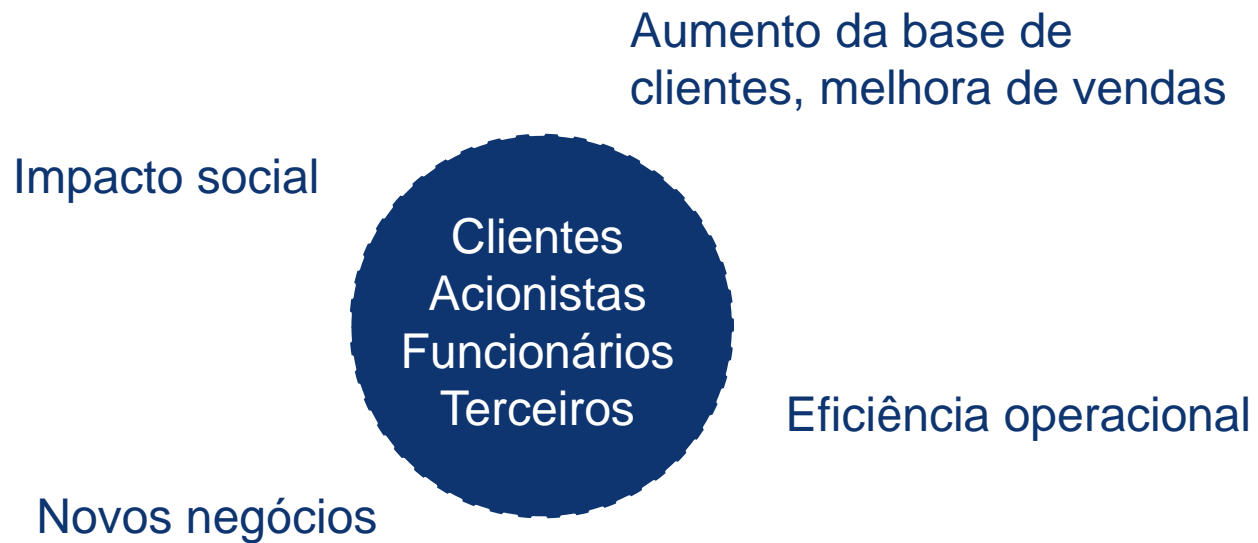 Aumento da base de
clientes, melhora de vendas
Impacto social
Clientes
Acionistas
Funcionários
Terceiros
Eficiência operacional
Novos negócios